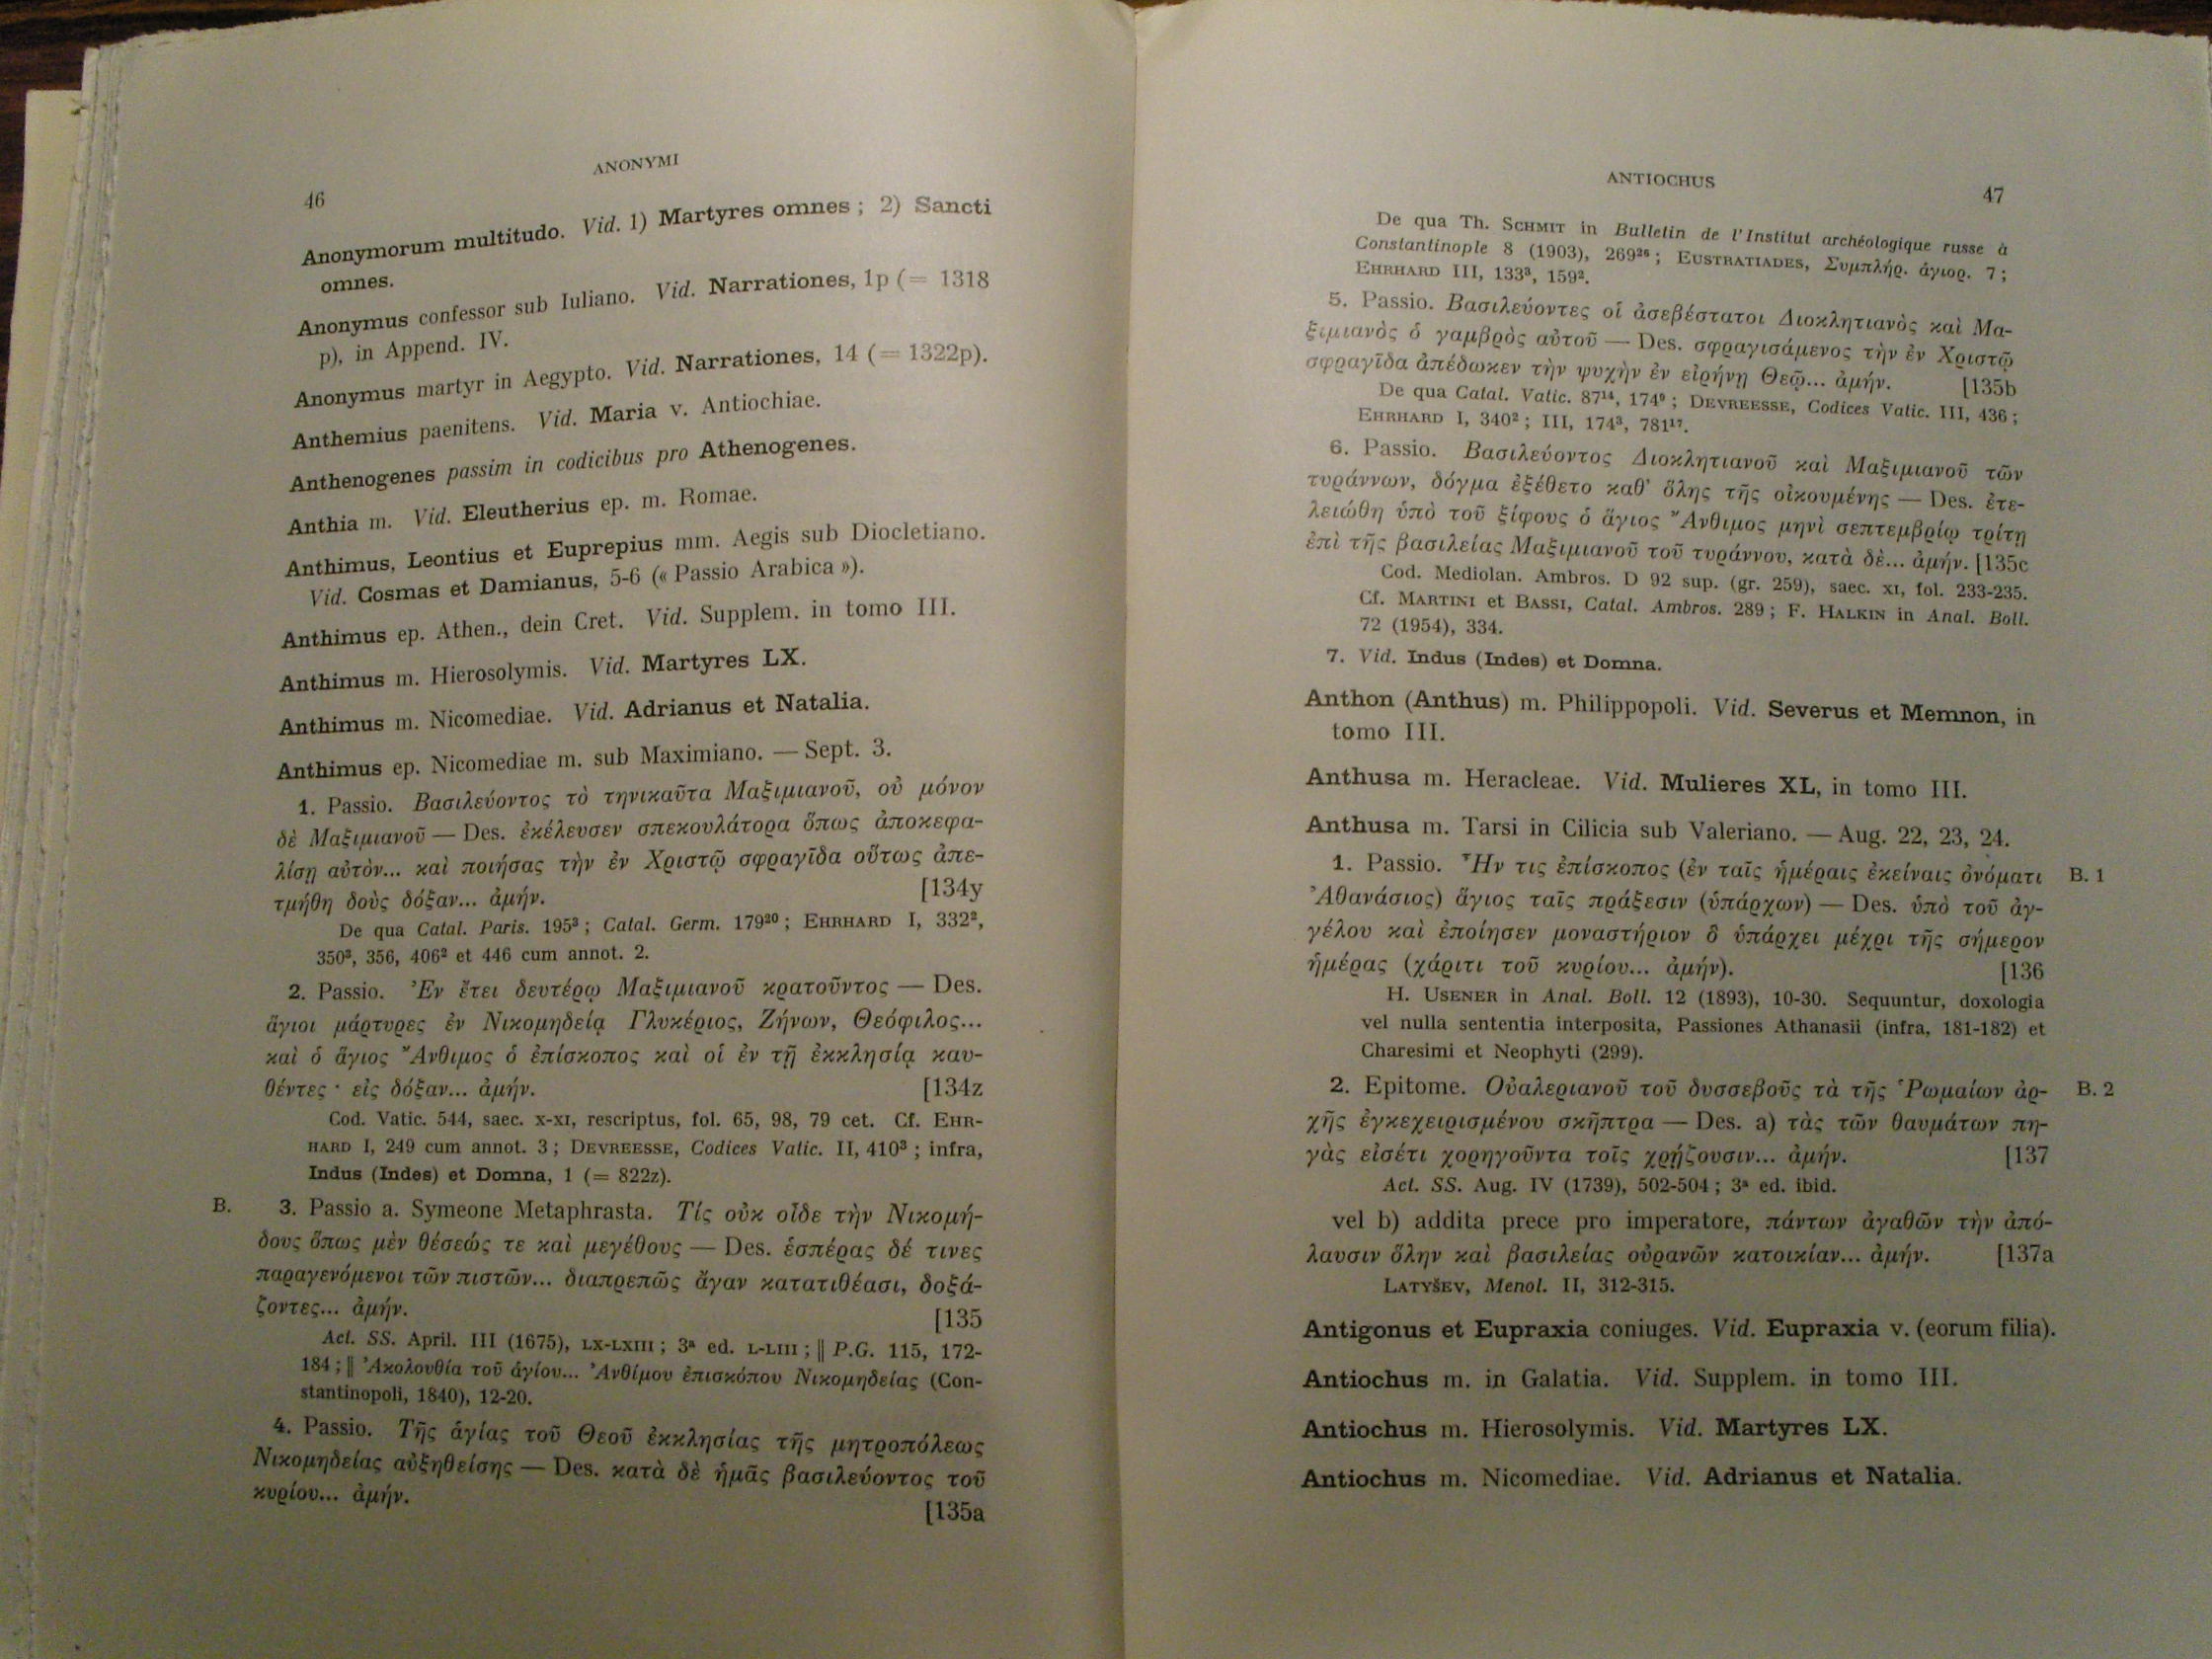 46
ANONYMI
Anonymorum multitudo. Vid. 1) Martyres omnes ; 2) Sancti
omnes.
Anonymus confessor sub Iuliano. Vid. Narrationes, 1p (= 1318
p), in Append. IV.
Anonymus martyr in Aegypto. Vid. Narrationes, 14 (= 1322p).
Anthemius paenitens. Vid. Maria v. Antiochiae.
Anthenogenes passim in codicibus pro Athenogenes.
Anthia m. Vid. Eleutherius ep. m. Romae.
Anthimus, Leontius et Euprepius mm. Aegis sub Diocletiano.
Vid. Cosmas et Damianus, 5-6 (« Passio Arabica »).
Anthimus ep. Athen., dein Cret. Vid. Supplem. in tomo III.
Anthimus m. Hierosolymis. Vid. Martyres LX.
Anthimus m. Nicomediae. Vid. Adrianus et Natalia.
Anthimus ep. Nicomediae m. sub Maximiano. — Sept. 3.
1. Passio. Βασιλεύοντος τὸ τηνικαῦτα Μαξιμιανοῦ, οὐ μόνον
δὲ Μαξιμιανοῦ — Des. ἐκέλευσεν σπεκουλάτορα ὅπως ἀποκεφα-
λίσῃ αὐτὸν... καὶ ποιήσας τὴν ἐν Χριστῷ σφραγῖδα οὕτως ἀπε-
τμήθη δοὺς δόξαν... ἀμήν. [134y
De qua Catal. Paris. 195³ ; Catal. Germ. 179²⁰ ; EHRHARD I, 332²,
350³, 356, 406² et 446 cum annot. 2.
2. Passio. Ἐν ἔτει δευτέρῳ Μαξιμιανοῦ κρατοῦντος — Des.
ἅγιοι μάρτυρες ἐν Νικομηδείᾳ Γλυκέριος, Ζήνων, Θεόφιλος...
καὶ ὁ ἅγιος Ἄνθιμος ὁ ἐπίσκοπος καὶ οἱ ἐν τῇ ἐκκλησίᾳ καυ-
θέντες · εἰς δόξαν... ἀμήν. [134z
Cod. Vatic. 544, saec. X-XI, rescriptus, fol. 65, 98, 79 cet. Cf. EHR-
HARD I, 249 cum annot. 3 ; DEVREESSE, Codices Vatic. II, 410³ ; infra,
Indus (Indes) et Domna, 1 (= 822z).
B. 3. Passio a. Symeone Metaphrasta. Τίς οὐκ οἶδε τὴν Νικομή-
δους ὅπως μὲν θέσεώς τε καὶ μεγέθους — Des. ἑσπέρας δέ τινες
παραγενόμενοι τῶν πιστῶν... διαπρεπῶς ἄγαν κατατιθέασι, δοξά-
ζοντες... ἀμήν. [135
Act. SS. April. III (1675), LX-LXIII ; 3ª ed. L-LIII ; || P.G. 115, 172-
184 ; || Ἀκολουθία τοῦ ἁγίου... Ἀνθίμου ἐπισκόπου Νικομηδείας (Con-
stantinopoli, 1840), 12-20.
4. Passio. Τῆς ἁγίας τοῦ Θεοῦ ἐκκλησίας τῆς μητροπόλεως
Νικομηδείας αὐξηθείσης — Des. κατὰ δὲ ἡμᾶς βασιλεύοντος τοῦ
κυρίου... ἀμήν. [135a
ANTIOCHUS
47
De qua Th. SCHMIT in Bulletin de l'Institut archéologique russe à
Constantinople 8 (1903), 269²⁶ ; EUSTRATIADES, Συμπλήρ. ἁγιορ. 7 ;
EHRHARD III, 133³, 159².
5. Passio. Βασιλεύοντες οἱ ἀσεβέστατοι Διοκλητιανὸς καὶ Μα-
ξιμιανὸς ὁ γαμβρὸς αὐτοῦ — Des. σφραγισάμενος τὴν ἐν Χριστῷ
σφραγῖδα ἀπέδωκεν τὴν ψυχὴν ἐν εἰρήνῃ Θεῷ... ἀμήν. [135b
De qua Catal. Vatic. 87¹⁴, 174⁹ ; DEVREESSE, Codices Vatic. III, 436 ;
EHRHARD I, 340² ; III, 174³, 781¹⁷.
6. Passio. Βασιλεύοντος Διοκλητιανοῦ καὶ Μαξιμιανοῦ τῶν
τυράννων, δόγμα ἐξέθετο καθ' ὅλης τῆς οἰκουμένης — Des. ἐτε-
λειώθη ὑπὸ τοῦ ξίφους ὁ ἅγιος Ἄνθιμος μηνὶ σεπτεμβρίῳ τρίτῃ
ἐπὶ τῆς βασιλείας Μαξιμιανοῦ τοῦ τυράννου, κατὰ δὲ... ἀμήν. [135c
Cod. Mediolan. Ambros. D 92 sup. (gr. 259), saec. XI, fol. 233-235.
Cf. MARTINI et BASSI, Catal. Ambros. 289 ; F. HALKIN in Anal. Boll.
72 (1954), 334.
7. Vid. Indus (Indes) et Domna.
Anthon (Anthus) m. Philippopoli. Vid. Severus et Memnon, in
tomo III.
Anthusa m. Heracleae. Vid. Mulieres XL, in tomo III.
Anthusa m. Tarsi in Cilicia sub Valeriano. — Aug. 22, 23, 24.
1. Passio. Ἦν τις ἐπίσκοπος (ἐν ταῖς ἡμέραις ἐκείναις ὀνόματι B. 1
Ἀθανάσιος) ἅγιος ταῖς πράξεσιν (ὑπάρχων) — Des. ὑπὸ τοῦ ἀγ-
γέλου καὶ ἐποίησεν μοναστήριον ὃ ὑπάρχει μέχρι τῆς σήμερον
ἡμέρας (χάριτι τοῦ κυρίου... ἀμήν). [136
H. USENER in Anal. Boll. 12 (1893), 10-30. Sequuntur, doxologia
vel nulla sententia interposita, Passiones Athanasii (infra, 181-182) et
Charesimi et Neophyti (299).
2. Epitome. Οὐαλεριανοῦ τοῦ δυσσεβοῦς τὰ τῆς Ῥωμαίων ἀρ- B. 2
χῆς ἐγκεχειρισμένου σκῆπτρα — Des. a) τὰς τῶν θαυμάτων πη-
γὰς εἰσέτι χορηγοῦντα τοῖς χρῄζουσιν... ἀμήν. [137
Act. SS. Aug. IV (1739), 502-504 ; 3ª ed. ibid.
vel b) addita prece pro imperatore, πάντων ἀγαθῶν τὴν ἀπό-
λαυσιν ὅλην καὶ βασιλείας οὐρανῶν κατοικίαν... ἀμήν. [137a
LATYŠEV, Menol. II, 312-315.
Antigonus et Eupraxia coniuges. Vid. Eupraxia v. (eorum filia).
Antiochus m. in Galatia. Vid. Supplem. in tomo III.
Antiochus m. Hierosolymis. Vid. Martyres LX.
Antiochus m. Nicomediae. Vid. Adrianus et Natalia.